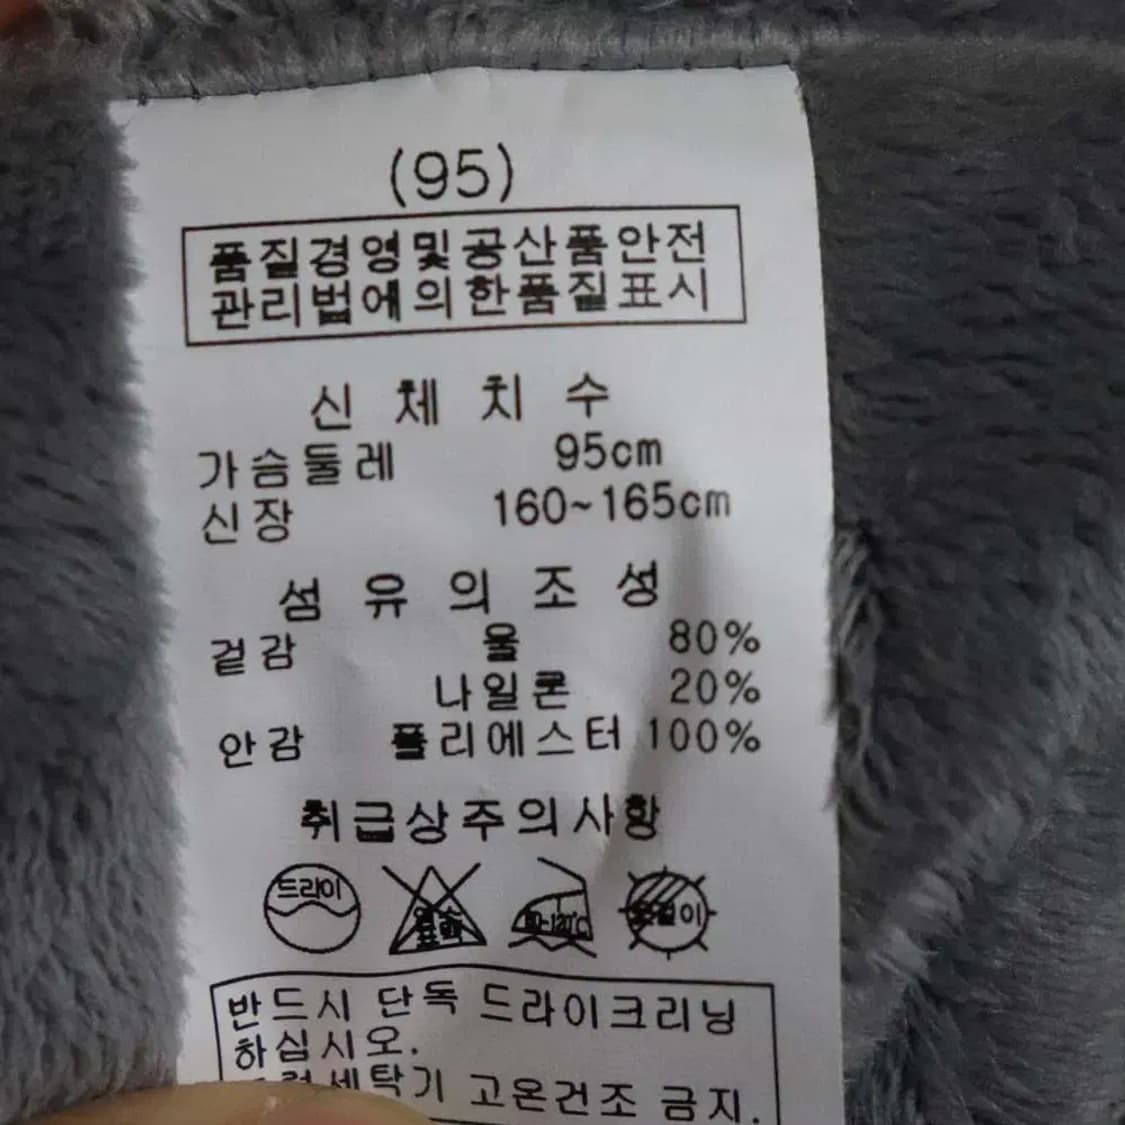 (95)
품질경영및공산품안전
관리법에의한품질표시
신체치수
가슴둘레 95cm
신장 160~165cm
섬유의조성
겉감 울 80%
나일론 20%
안감 폴리에스터 100%
취급상주의사항
드라이 옷걸이
반드시 단독 드라이크리닝
하십시오.
고온건조 금지.